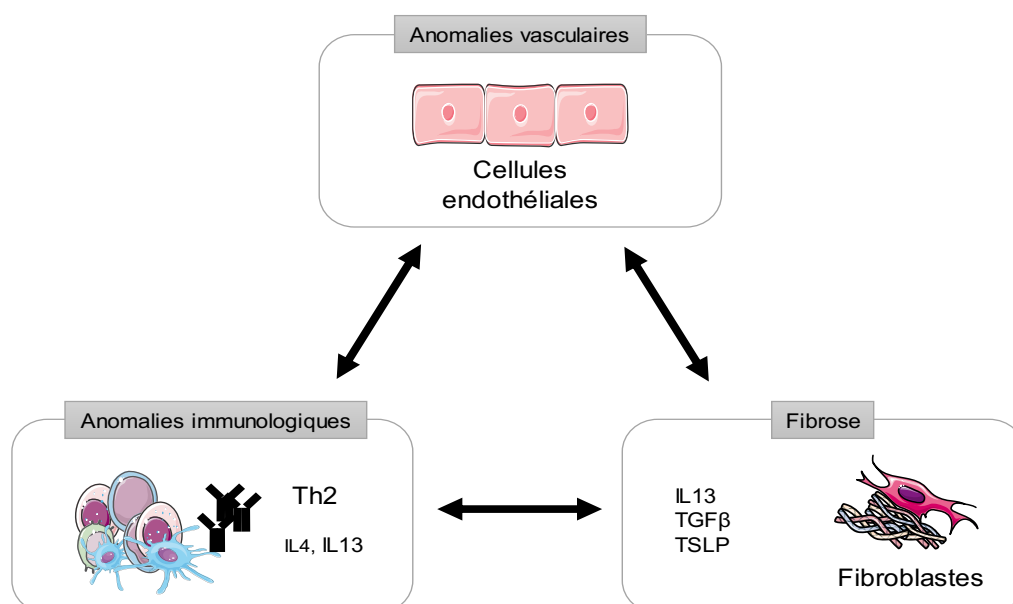 Anomalies vasculaires
Cellules
endothéliales
Anomalies immunologiques
Th2
IL4, IL13
Fibrose
IL13
TGFβ
TSLP
Fibroblastes